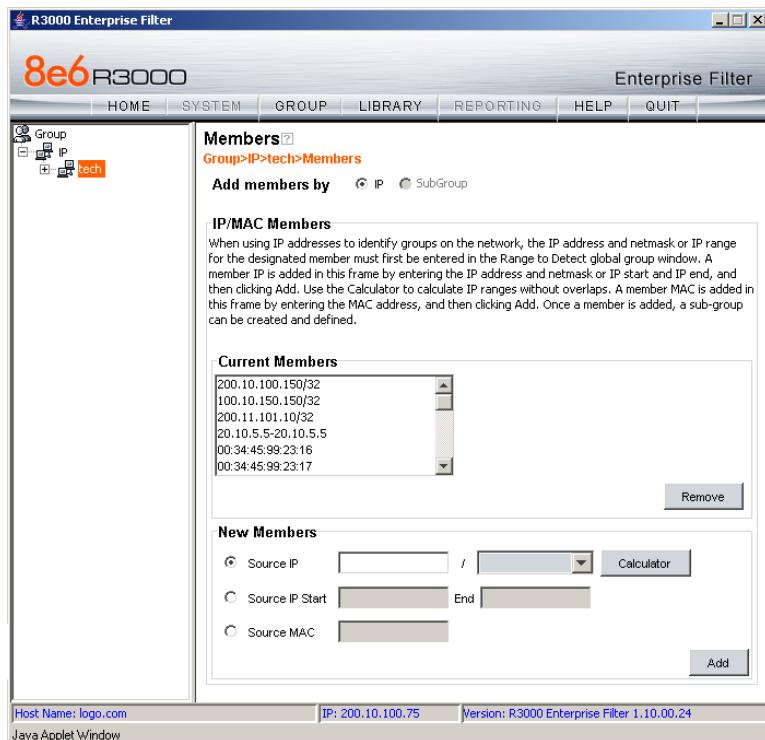 R3000 Enterprise Filter
8e6 R3000
Enterprise Filter
HOME SYSTEM GROUP LIBRARY REPORTING HELP QUIT
Group
IP
tech
Members?
Group>IP>tech>Members
Add members by IP SubGroup
IP/MAC Members
When using IP addresses to identify groups on the network, the IP address and netmask or IP range
for the designated member must first be entered in the Range to Detect global group window. A
member IP is added in this frame by entering the IP address and netmask or IP start and IP end, and
then clicking Add. Use the Calculator to calculate IP ranges without overlaps. A member MAC is added in
this frame by entering the MAC address, and then clicking Add. Once a member is added, a sub-group
can be created and defined.
Current Members
200.10.100.150/32
100.10.150.150/32
200.11.101.10/32
20.10.5.5-20.10.5.5
00:34:45:99:23:16
00:34:45:99:23:17
Remove
New Members
Source IP / Calculator
Source IP Start End
Source MAC
Add
Host Name: logo.com IP: 200.10.100.75 Version: R3000 Enterprise Filter 1.10.00.24
Java Applet Window